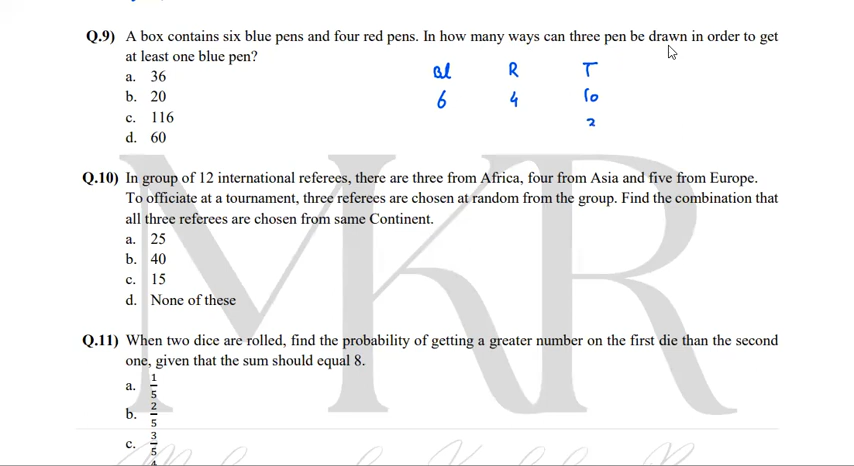 Q.9) A box contains six blue pens and four red pens. In how many ways can three pen be drawn in order to get
at least one blue pen?
a. 36
b. 20
c. 116
d. 60
Bl R T
6 4 10
3
Q.10) In group of 12 international referees, there are three from Africa, four from Asia and five from Europe.
To officiate at a tournament, three referees are chosen at random from the group. Find the combination that
all three referees are chosen from same Continent.
a. 25
b. 40
c. 15
d. None of these
Q.11) When two dice are rolled, find the probability of getting a greater number on the first die than the second
one, given that the sum should equal 8.
a. 1/5
b. 2/5
c. 3/5
4
MKR